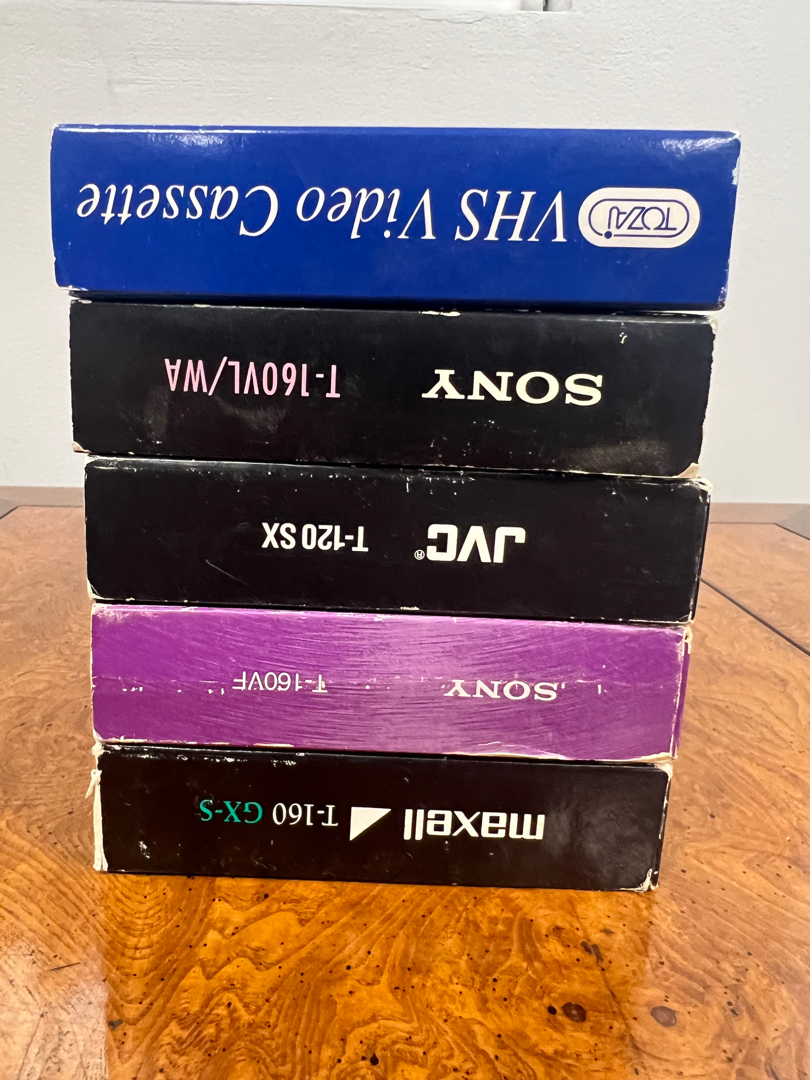 TOZAI VHS Video Cassette
SONY T-160VL/WA
JVC® T-120 SX
SONY T-160VF
maxell T-160 GX-S